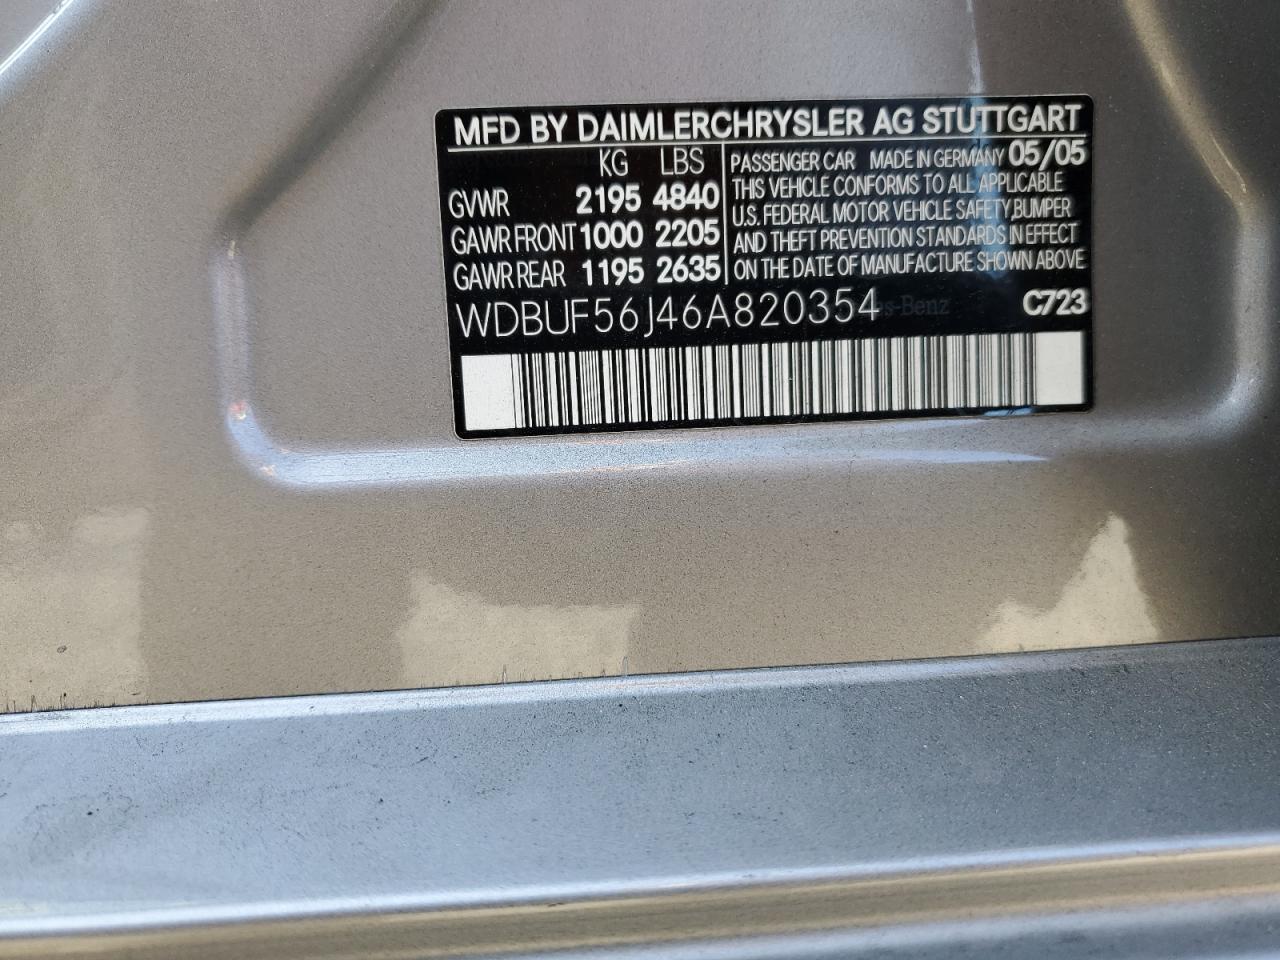 MFD BY DAIMLERCHRYSLER AG STUTTGART
KG LBS
GVWR 2195 4840
GAWR FRONT 1000 2205
GAWR REAR 1195 2635
PASSENGER CAR MADE IN GERMANY 05/05
THIS VEHICLE CONFORMS TO ALL APPLICABLE
U.S. FEDERAL MOTOR VEHICLE SAFETY,BUMPER
AND THEFT PREVENTION STANDARDS IN EFFECT
ON THE DATE OF MANUFACTURE SHOWN ABOVE
WDBUF56J46A820354 C723